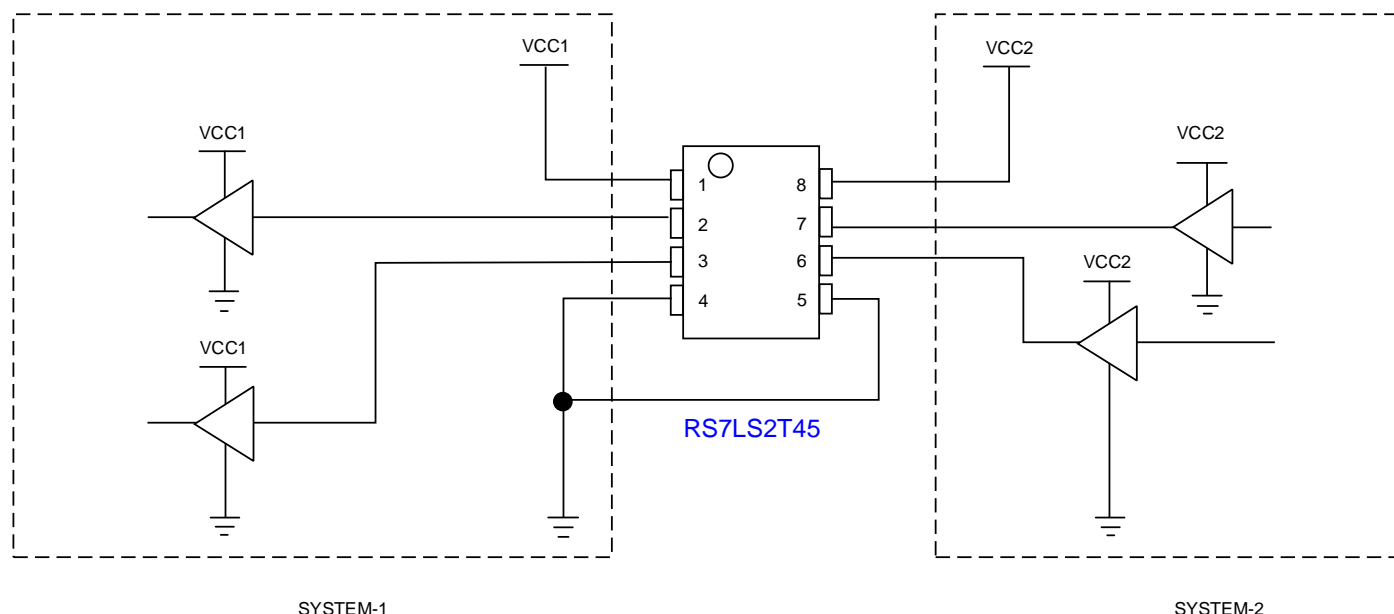 VCC1
VCC2
VCC1
VCC2
1
8
2
7
3
6
VCC2
4
5
VCC1
RS7LS2T45
SYSTEM-1
SYSTEM-2